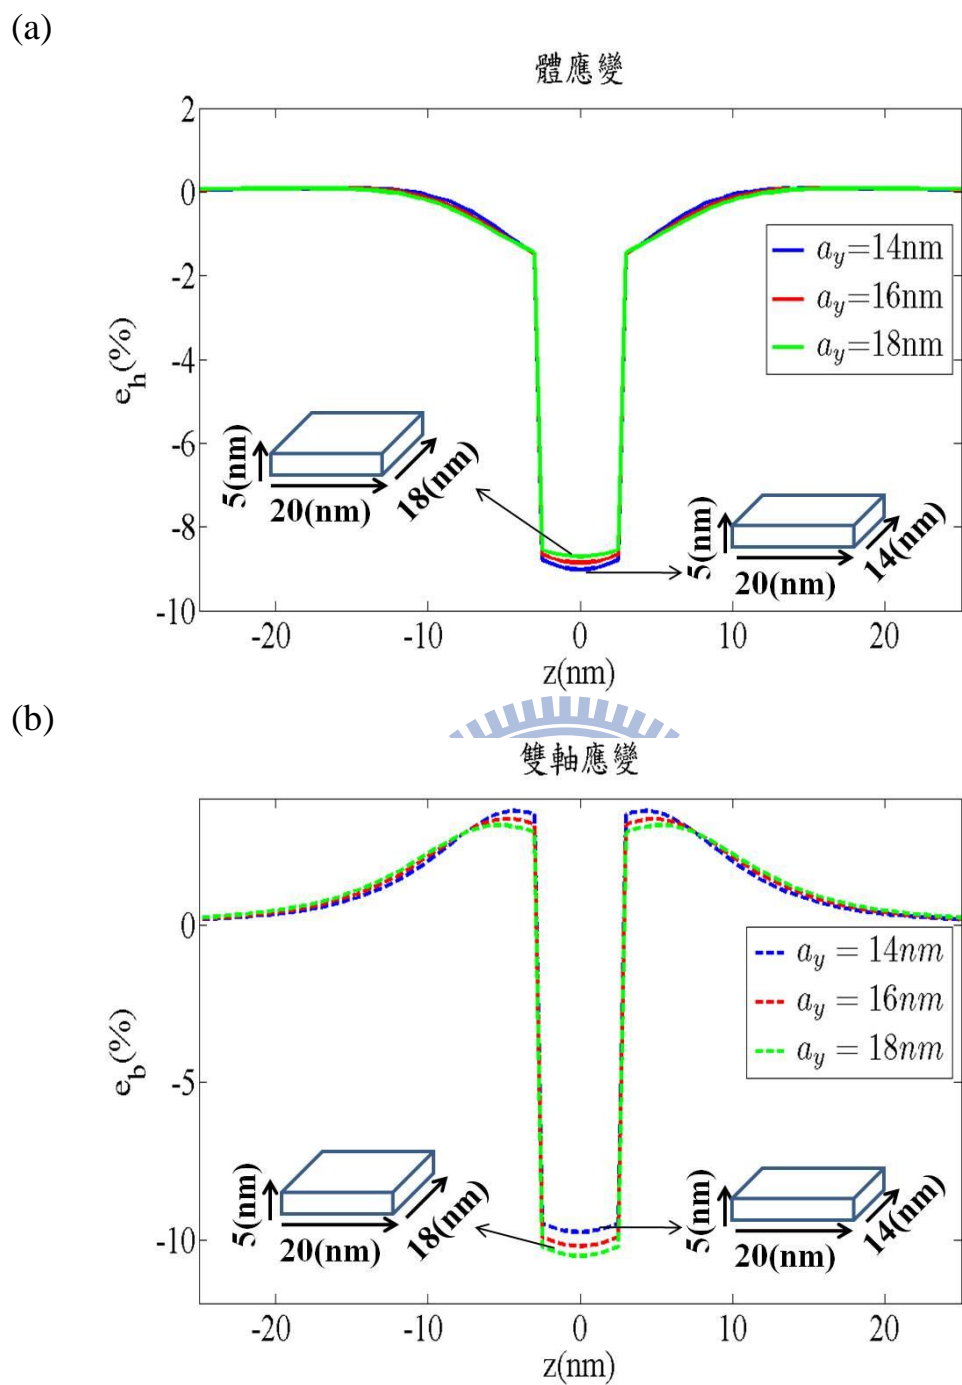 (a)
體應變
2
0
-2
-4
-6
-8
-10
e_h(%)
a_y=14nm
a_y=16nm
a_y=18nm
5(nm)
20(nm)
18(nm)
5(nm)
20(nm)
14(nm)
-20
-10
0
10
20
z(nm)
(b)
雙軸應變
0
-5
-10
e_b(%)
a_y = 14nm
a_y = 16nm
a_y = 18nm
5(nm)
20(nm)
18(nm)
5(nm)
20(nm)
14(nm)
-20
-10
0
10
20
z(nm)